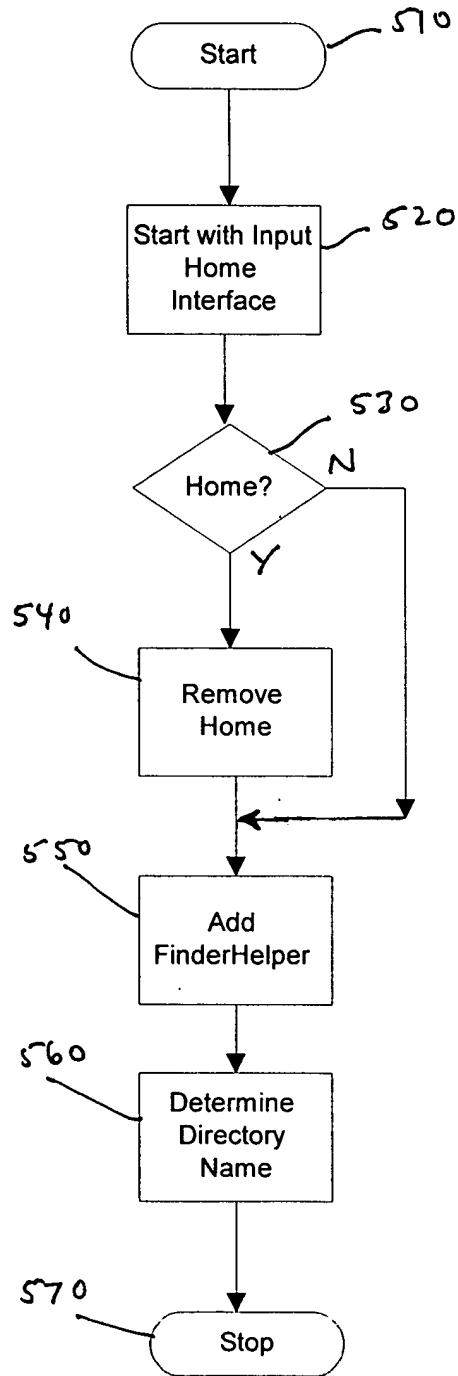 510
Start
520
Start with Input
Home
Interface
530
Home?
N
Y
540
Remove
Home
550
Add
FinderHelper
560
Determine
Directory
Name
570
Stop